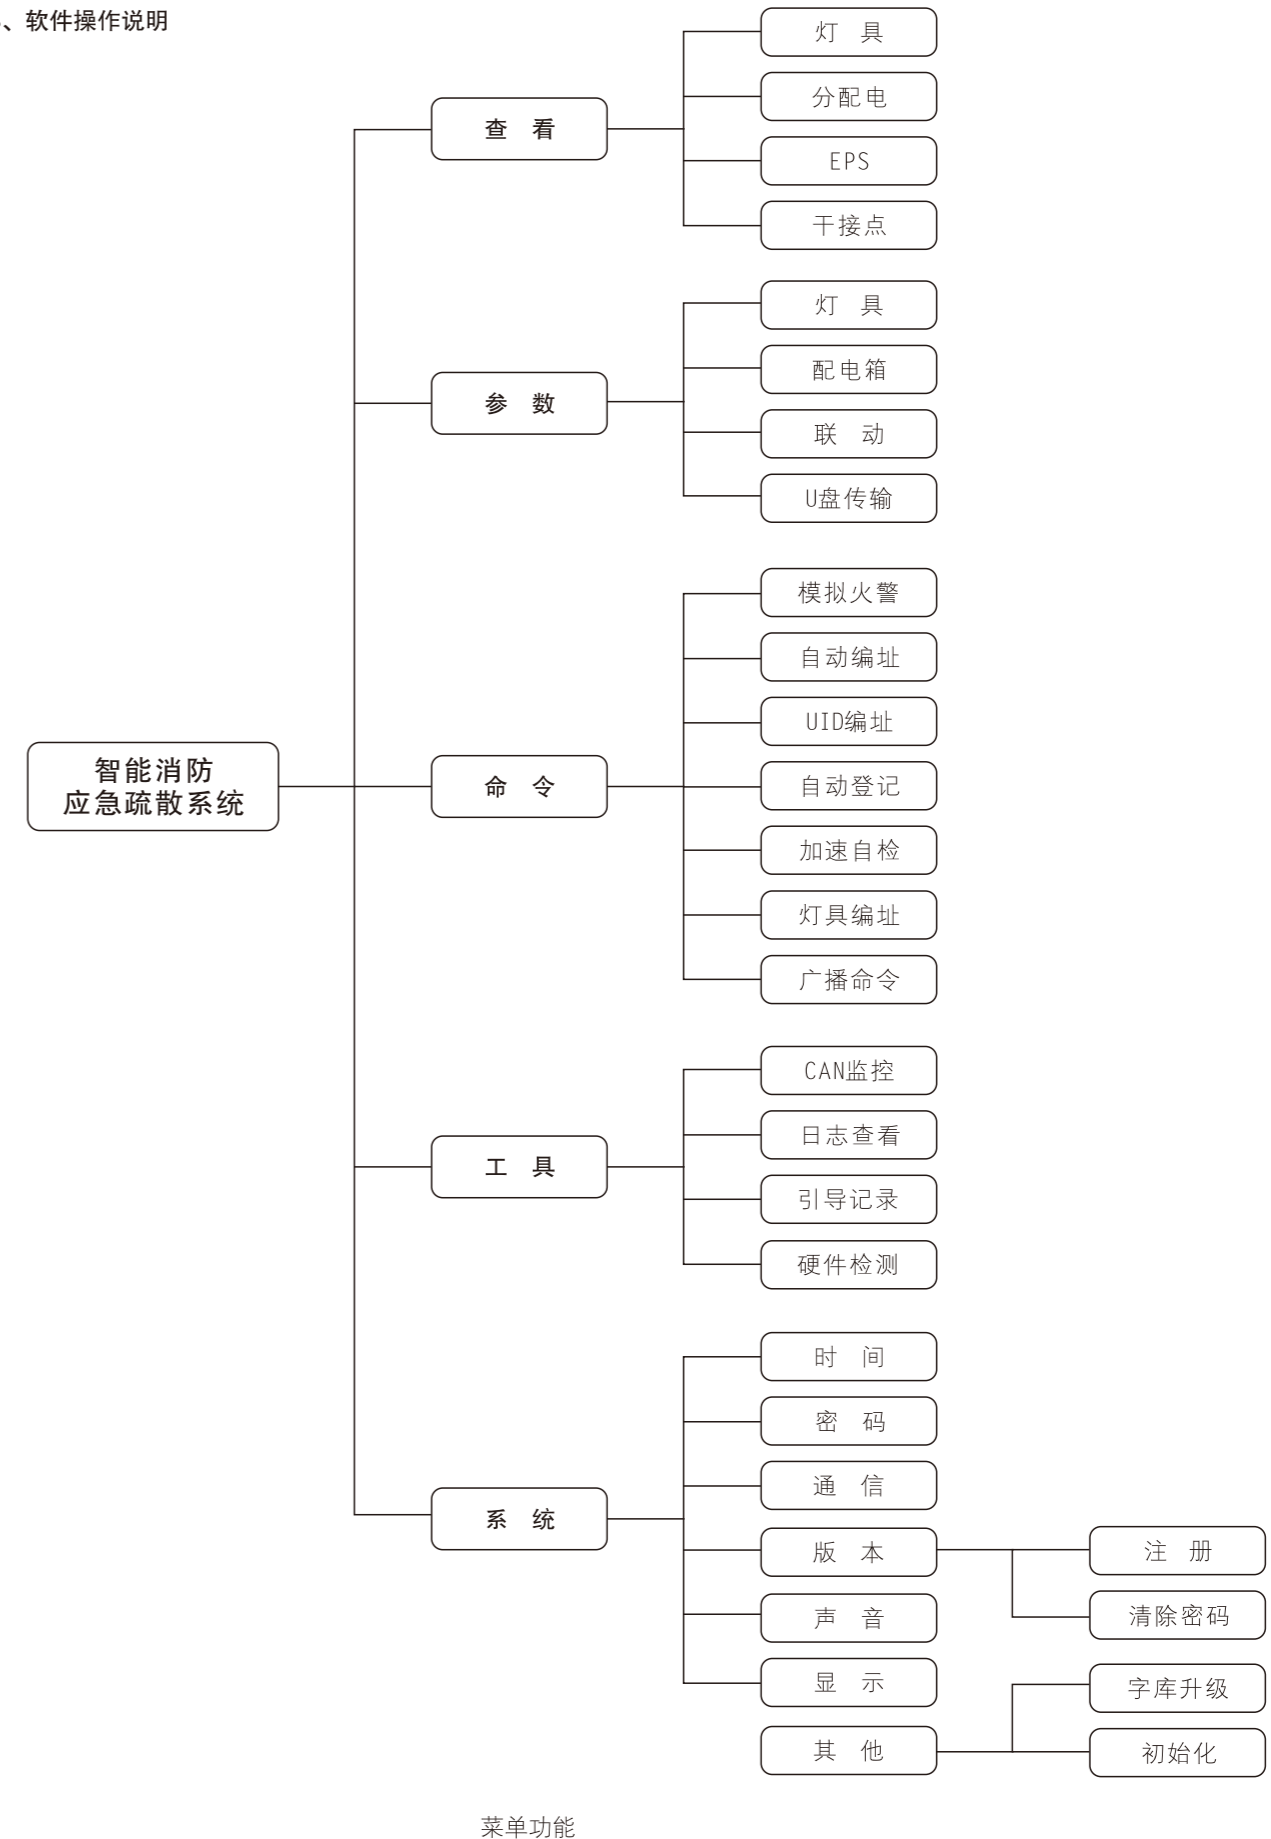 、软件操作说明
灯 具
分配电
查 看
EPS
干接点
灯 具
配电箱
参 数
联 动
U盘传输
模拟火警
自动编址
UID编址
智能消防
应急疏散系统
命 令
自动登记
加速自检
灯具编址
广播命令
CAN监控
日志查看
工 具
引导记录
硬件检测
时 间
密 码
通 信
系 统
版 本
注 册
清除密码
声 音
显 示
字库升级
其 他
初始化
菜单功能